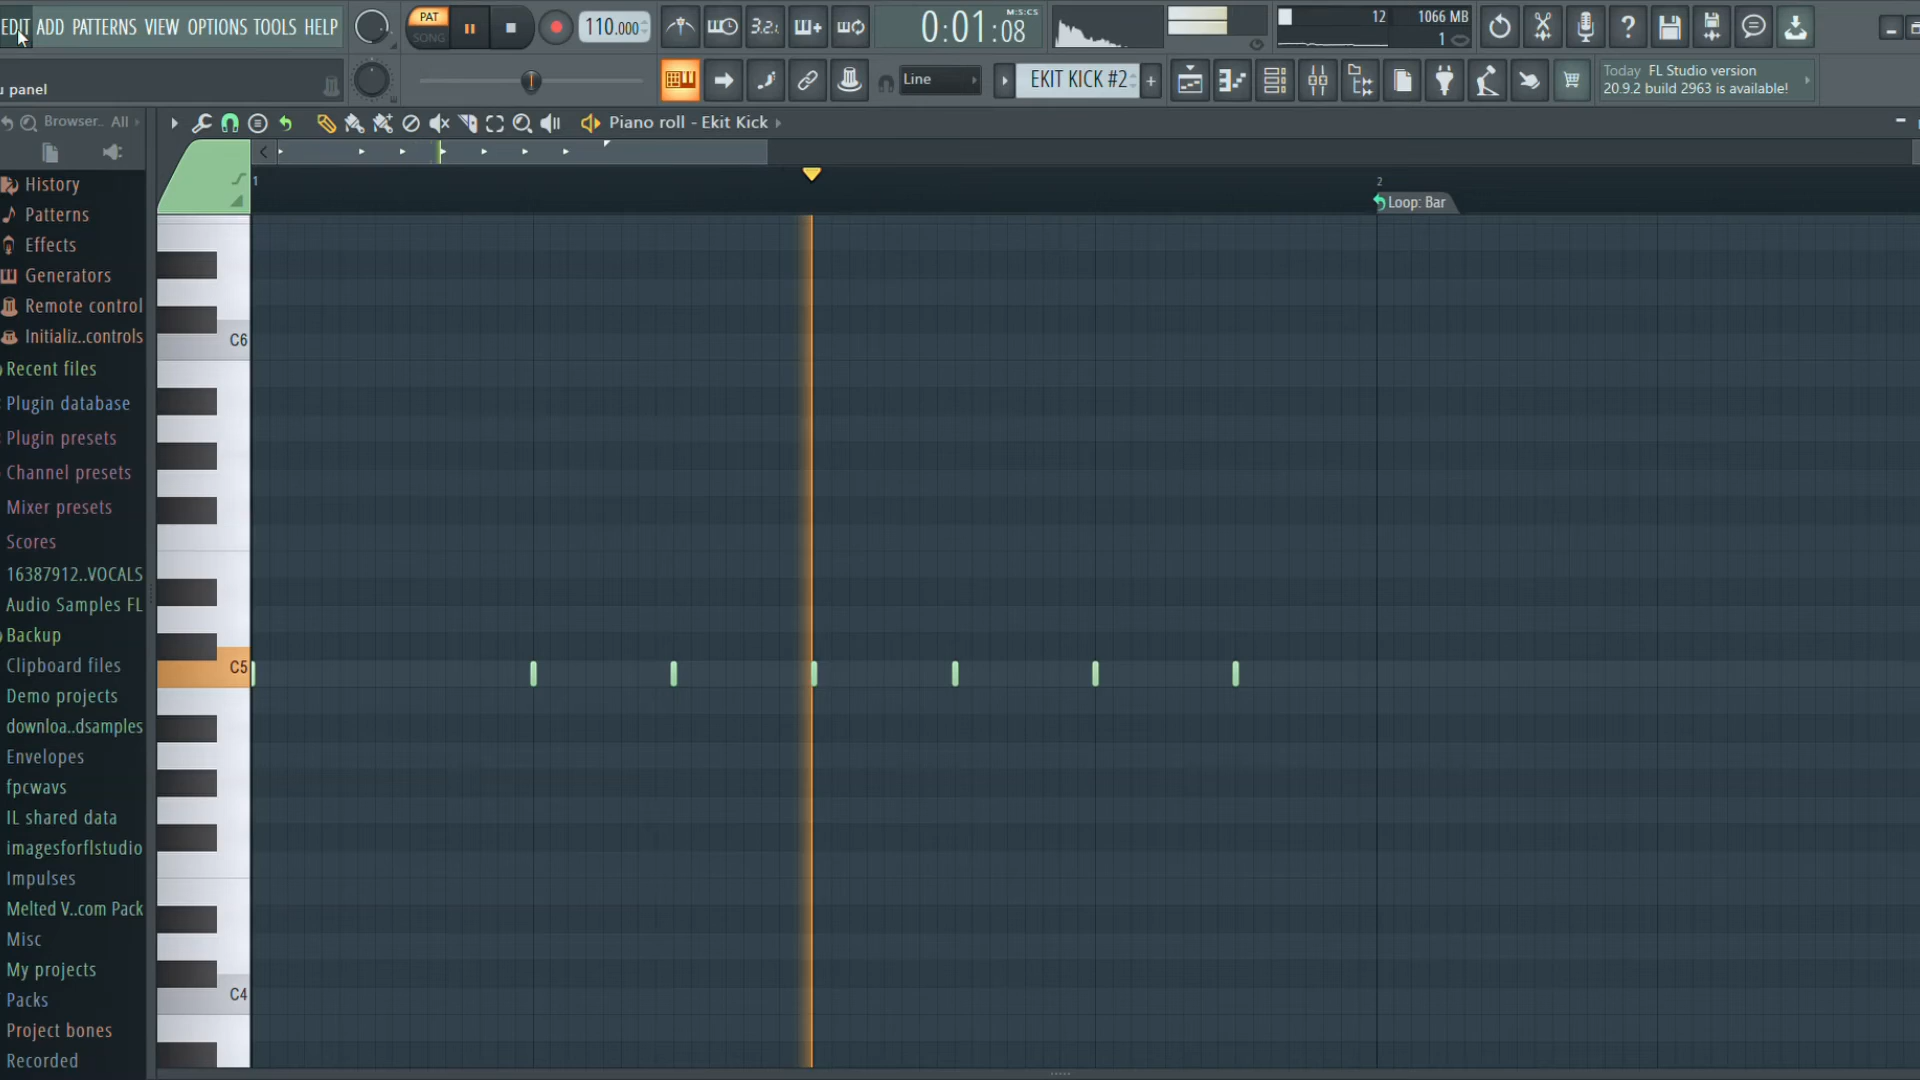 EDIT ADD PATTERNS VIEW OPTIONS TOOLS HELP
PAT
SONG
110.000
3.2.
0:01:08
M:S:CS
12
1066 MB
1
u panel
Line
EKIT KICK #2
Today FL Studio version
20.9.2 build 2963 is available!
Browser.. All
Piano roll - Ekit Kick
1
2
Loop: Bar
History
Patterns
Effects
Generators
Remote control
Initializ..controls
Recent files
Plugin database
Plugin presets
Channel presets
Mixer presets
Scores
16387912..VOCALS
Audio Samples FL
Backup
Clipboard files
Demo projects
downloa..dsamples
Envelopes
fpcwavs
IL shared data
imagesforflstudio
Impulses
Melted V..com Pack
Misc
My projects
Packs
Project bones
Recorded
C6
C5
C4